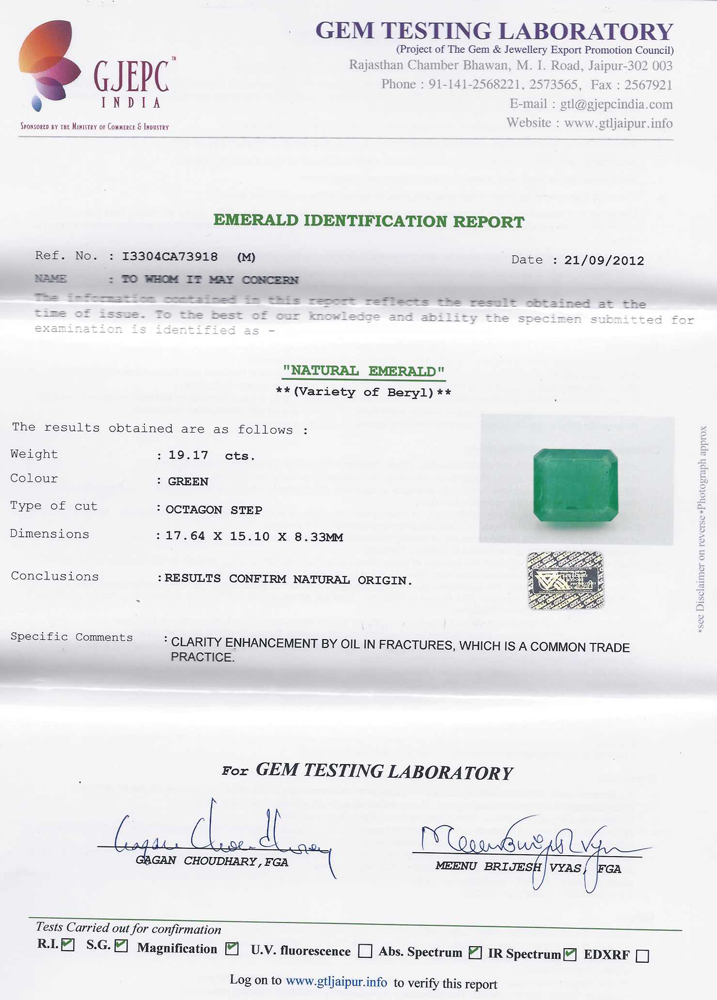 GEM TESTING LABORATORY
(Project of The Gem & Jewellery Export Promotion Council)
Rajasthan Chamber Bhawan, M. I. Road, Jaipur-302 003
Phone : 91-141-2568221, 2573565, Fax : 2567921
E-mail : gtl@gjepcindia.com
Website : www.gtljaipur.info
GJEPC™
INDIA
SPONSORED BY THE MINISTRY OF COMMERCE & INDUSTRY
EMERALD IDENTIFICATION REPORT
Ref. No. : I3304CA73918 (M)
Date : 21/09/2012
NAME : TO WHOM IT MAY CONCERN
The information contained in this report reflects the result obtained at the
time of issue. To the best of our knowledge and ability the specimen submitted for
examination is identified as -
"NATURAL EMERALD"
**(Variety of Beryl)**
The results obtained are as follows :
Weight : 19.17 cts.
Colour : GREEN
Type of cut : OCTAGON STEP
Dimensions : 17.64 X 15.10 X 8.33MM
Conclusions :RESULTS CONFIRM NATURAL ORIGIN.
Specific Comments : CLARITY ENHANCEMENT BY OIL IN FRACTURES, WHICH IS A COMMON TRADE
PRACTICE.
*see Disclaimer on reverse •Photograph approx
For GEM TESTING LABORATORY
Gagan Choudhary
GAGAN CHOUDHARY, FGA
Meenu Brijesh Vyas
MEENU BRIJESH VYAS, FGA
Tests Carried out for confirmation
R.I. S.G. Magnification U.V. fluorescence Abs. Spectrum IR Spectrum EDXRF
Log on to www.gtljaipur.info to verify this report